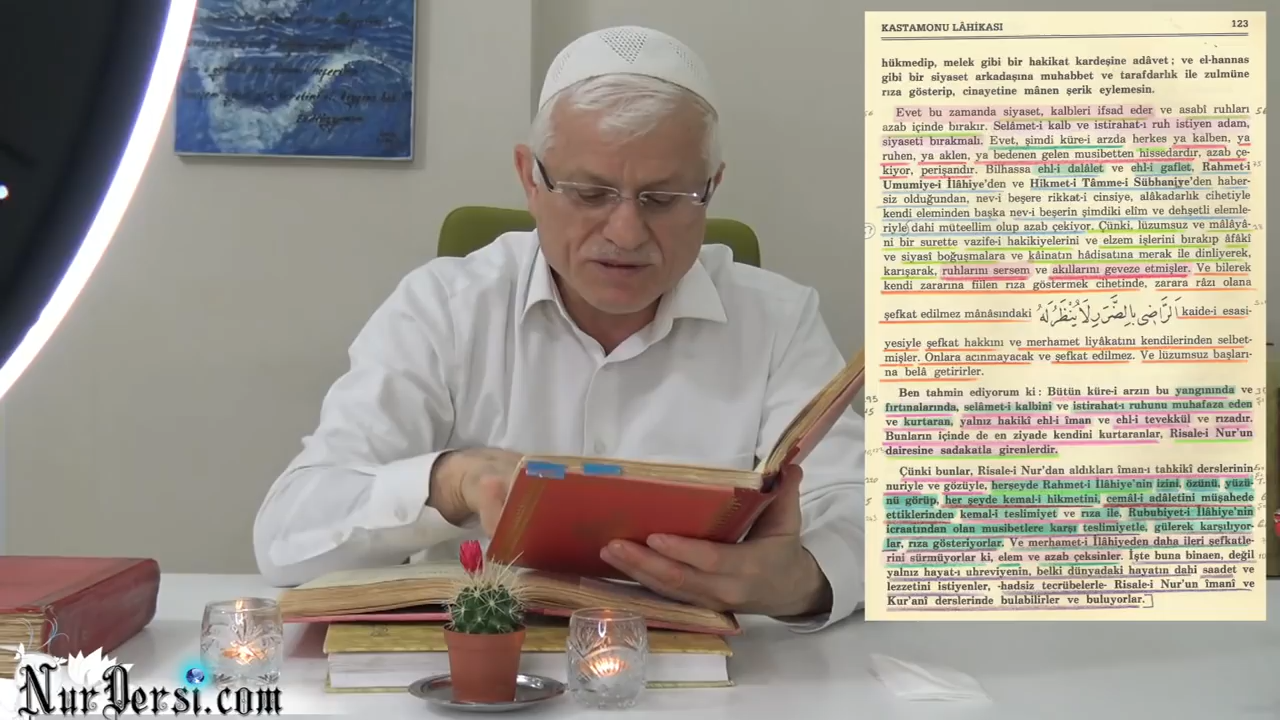 KASTAMONU LÂHİKASI 123
hükmedip, melek gibi bir hakikat kardeşine adâvet; ve el-hannas
gibi bir siyaset arkadaşına muhabbet ve tarafdarlık ile zulmüne
rıza gösterip, cinayetine mânen şerik eylemesin.
Evet bu zamanda siyaset, kalbleri ifsad eder ve asabî ruhları
azab içinde bırakır. Selâmet-i kalb ve istirahat-ı ruh istiyen adam,
siyaseti bırakmalı. Evet, şimdi küre-i arzda herkes ya kalben, ya
ruhen, ya aklen, ya bedenen gelen musibetten hissedardır, azab çe-
kiyor, perişandır. Bilhassa ehl-i dalâlet ve ehl-i gaflet, Rahmet-i
Umumiye-i İlâhiye'den ve Hikmet-i Tâmme-i Sübhaniye'den haber-
siz olduğundan, nev-i beşere rikkat-i cinsiye, alâkadarlık cihetiyle
kendi eleminden başka nev-i beşerin şimdiki elîm ve dehşetli elemle-
riyle dahi müteellim olup azab çekiyor. Çünki, lüzumsuz ve mâlâyâ-
ni bir surette vazife-i hakikiyelerini ve elzem işlerini bırakıp âfâkî
ve siyasî boğuşmalara ve kâinatın hâdisatına merak ile dinliyerek,
karışarak, ruhlarını sersem ve akıllarını geveze etmişler. Ve bilerek
kendi zararına fiilen rıza göstermek cihetinde, zarara râzı olana
şefkat edilmez mânâsındaki اَلرَّاضِى بِالضَّرَرِ لَا يُنْظَرُ لَهُ kaide-i esasi-
yesiyle şefkat hakkını ve merhamet liyâkatını kendilerinden selbet-
mişler. Onlara acınmayacak ve şefkat edilmez. Ve lüzumsuz başları-
na belâ getirirler.
Ben tahmin ediyorum ki: Bütün küre-i arzın bu yangınında ve
fırtınalarında, selâmet-i kalbini ve istirahat-ı ruhunu muhafaza eden
ve kurtaran, yalnız hakikî ehl-i îman ve ehl-i tevekkül ve rızadır.
Bunların içinde de en ziyade kendini kurtaranlar, Risale-i Nur'un
dairesine sadakatla girenlerdir.
Çünki bunlar, Risale-i Nur'dan aldıkları îman-ı tahkikî derslerinin
nuriyle ve gözüyle, herşeyde Rahmet-i İlâhiye'nin izini, özünü, yüzü-
nü görüp, her şeyde kemal-i hikmetini, cemâl-i adâletini müşahede
ettiklerinden kemal-i teslimiyet ve rıza ile, Rububiyet-i İlâhiye'nin
icraatından olan musibetlere karşı teslimiyetle, gülerek karşılıyor-
lar, rıza gösteriyorlar. Ve merhamet-i İlâhiyeden daha ileri şefkatle-
rini sürmüyorlar ki, elem ve azab çeksinler. İşte buna binaen, değil
yalnız hayat-ı uhreviyenin, belki dünyadaki hayatın dahi saadet ve
lezzetini istiyenler, -hadsiz tecrübelerle- Risale-i Nur'un îmanî ve
Kur'anî derslerinde bulabilirler ve buluyorlar.
NurDersi.com